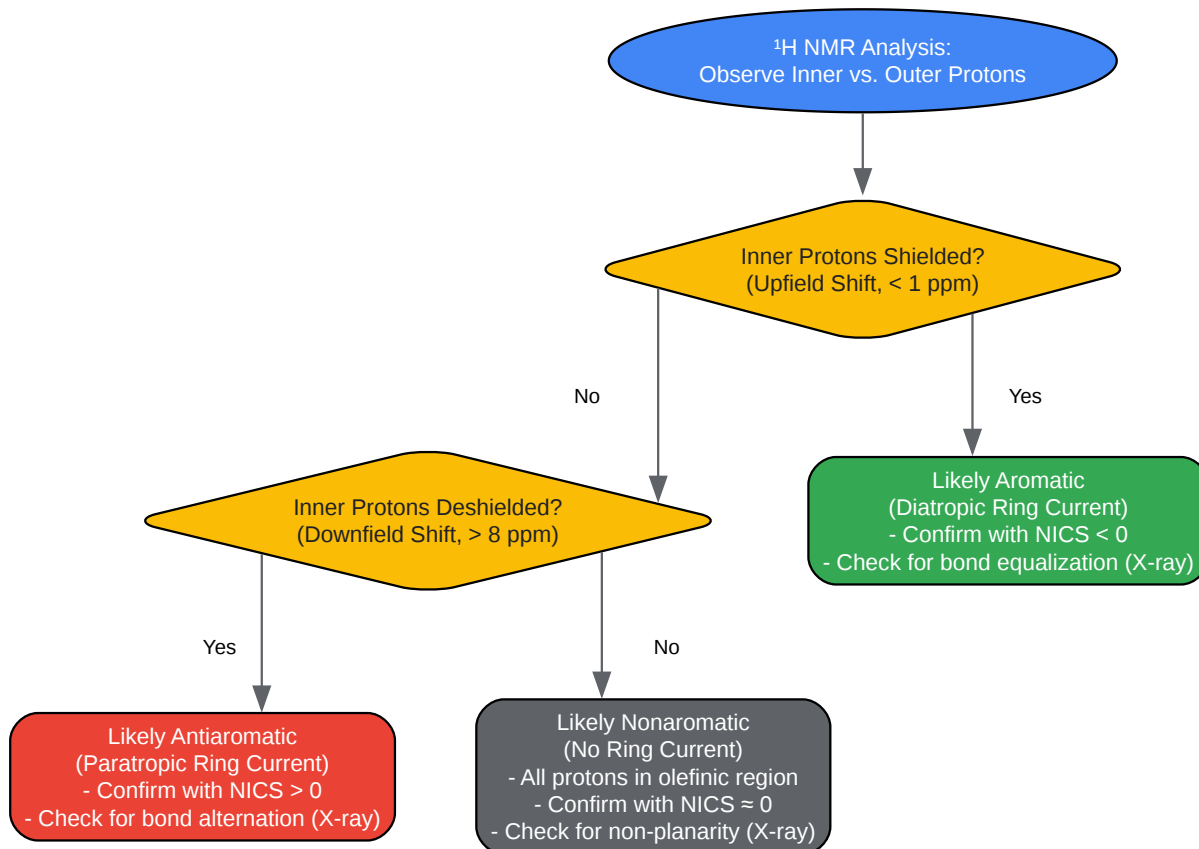 ¹H NMR Analysis:
Observe Inner vs. Outer Protons
Inner Protons Shielded?
(Upfield Shift, < 1 ppm)
No
Yes
Inner Protons Deshielded?
(Downfield Shift, > 8 ppm)
Likely Aromatic
(Diatropic Ring Current)
- Confirm with NICS < 0
- Check for bond equalization (X-ray)
Yes
No
Likely Antiaromatic
(Paratropic Ring Current)
- Confirm with NICS > 0
- Check for bond alternation (X-ray)
Likely Nonaromatic
(No Ring Current)
- All protons in olefinic region
- Confirm with NICS ≈ 0
- Check for non-planarity (X-ray)